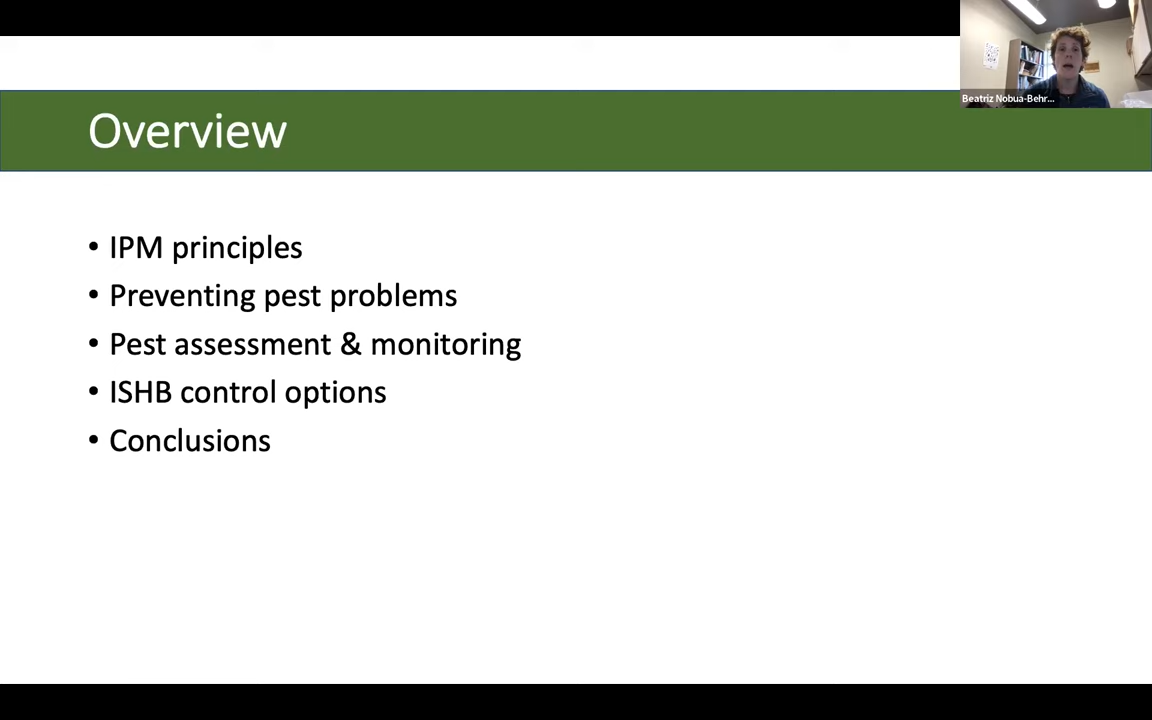 Beatriz Nobua-Behr...
Overview
• IPM principles
• Preventing pest problems
• Pest assessment & monitoring
• ISHB control options
• Conclusions